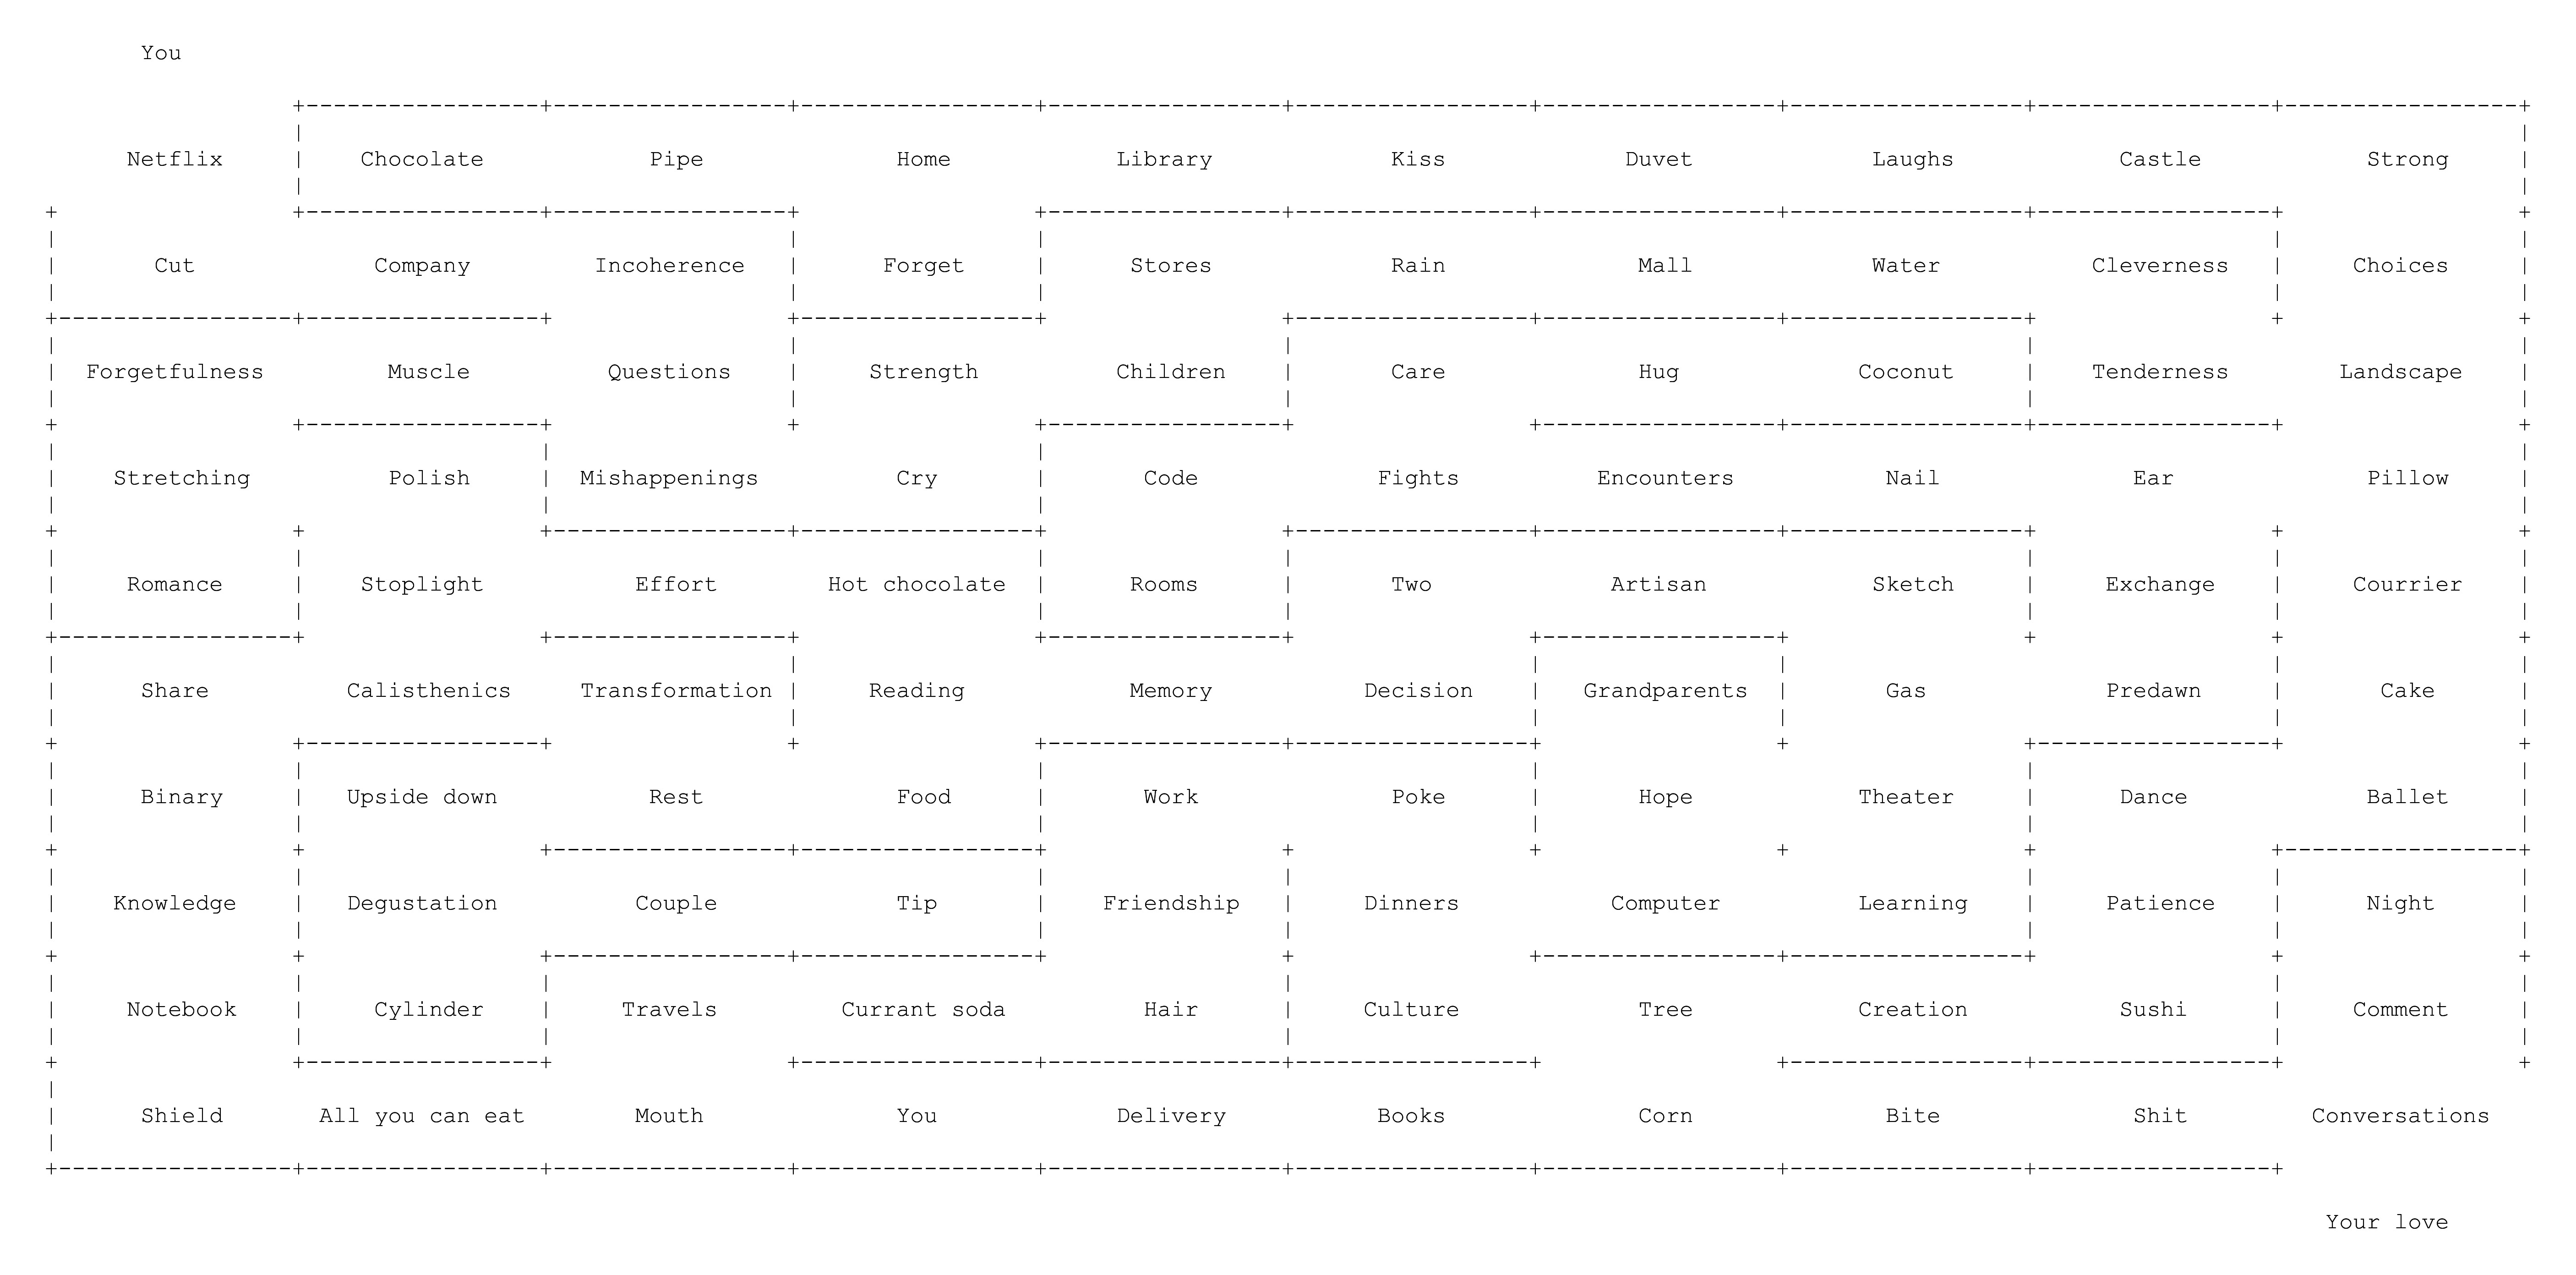 You
Netflix Chocolate Pipe Home Library Kiss Duvet Laughs Castle Strong
Cut Company Incoherence Forget Stores Rain Mall Water Cleverness Choices
Forgetfulness Muscle Questions Strength Children Care Hug Coconut Tenderness Landscape
Stretching Polish Mishappenings Cry Code Fights Encounters Nail Ear Pillow
Romance Stoplight Effort Hot chocolate Rooms Two Artisan Sketch Exchange Courrier
Share Calisthenics Transformation Reading Memory Decision Grandparents Gas Predawn Cake
Binary Upside down Rest Food Work Poke Hope Theater Dance Ballet
Knowledge Degustation Couple Tip Friendship Dinners Computer Learning Patience Night
Notebook Cylinder Travels Currant soda Hair Culture Tree Creation Sushi Comment
Shield All you can eat Mouth You Delivery Books Corn Bite Shit Conversations
Your love